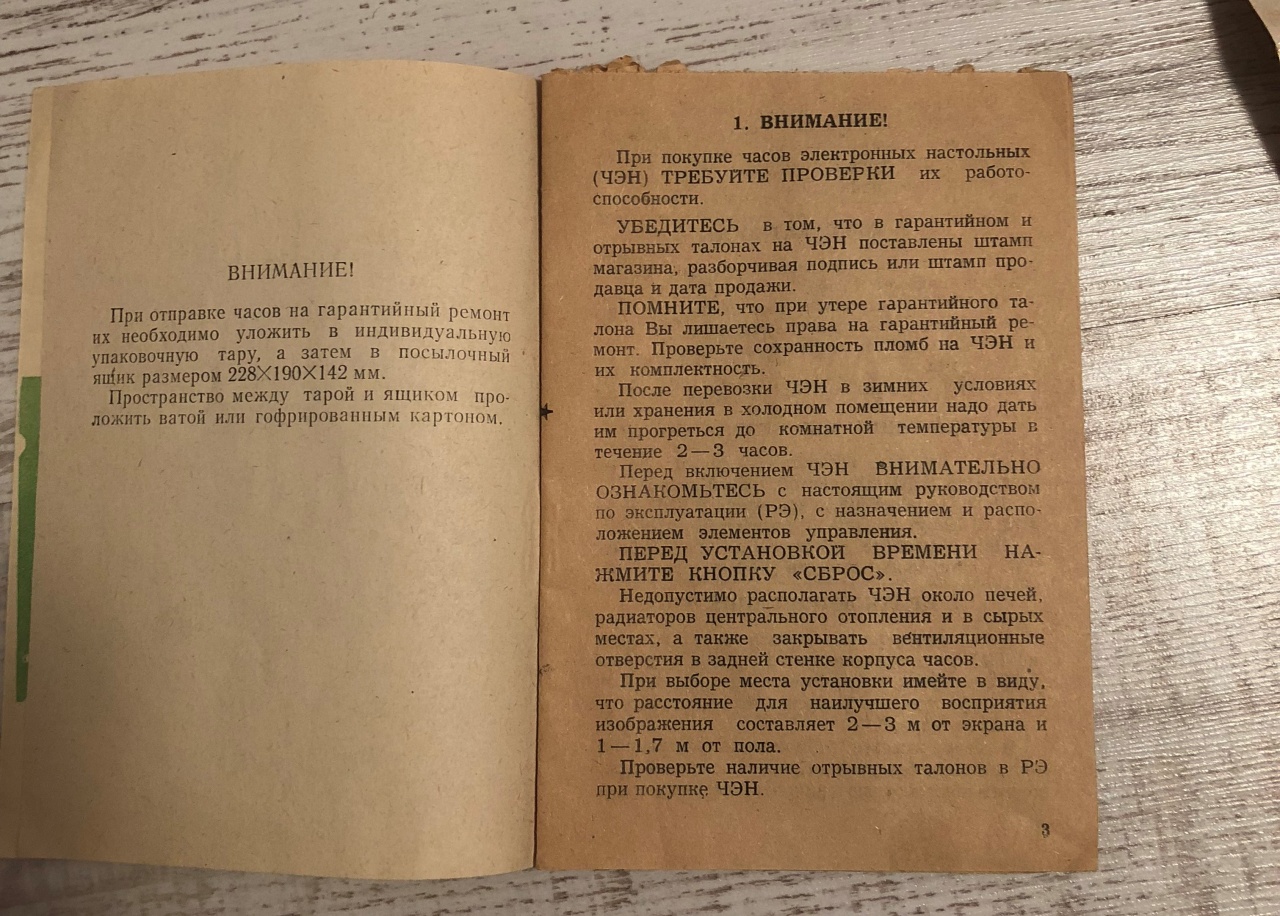 ВНИМАНИЕ!
При отправке часов на гарантийный ремонт
их необходимо уложить в индивидуальную
упаковочную тару, а затем в посылочный
ящик размером 228×190×142 мм.
Пространство между тарой и ящиком про-
ложить ватой или гофрированным картоном.
1. ВНИМАНИЕ!
При покупке часов электронных настольных
(ЧЭН) ТРЕБУЙТЕ ПРОВЕРКИ их работо-
способности.
УБЕДИТЕСЬ в том, что в гарантийном и
отрывных талонах на ЧЭН поставлены штамп
магазина, разборчивая подпись или штамп про-
давца и дата продажи.
ПОМНИТЕ, что при утере гарантийного та-
лона Вы лишаетесь права на гарантийный ре-
монт. Проверьте сохранность пломб на ЧЭН и
их комплектность.
После перевозки ЧЭН в зимних условиях
или хранения в холодном помещении надо дать
им прогреться до комнатной температуры в
течение 2—3 часов.
Перед включением ЧЭН ВНИМАТЕЛЬНО
ОЗНАКОМЬТЕСЬ с настоящим руководством
по эксплуатации (РЭ), с назначением и распо-
ложением элементов управления.
ПЕРЕД УСТАНОВКОЙ ВРЕМЕНИ НА-
ЖМИТЕ КНОПКУ «СБРОС».
Недопустимо располагать ЧЭН около печей,
радиаторов центрального отопления и в сырых
местах, а также закрывать вентиляционные
отверстия в задней стенке корпуса часов.
При выборе места установки имейте в виду,
что расстояние для наилучшего восприятия
изображения составляет 2—3 м от экрана и
1—1,7 м от пола.
Проверьте наличие отрывных талонов в РЭ
при покупке ЧЭН.
3